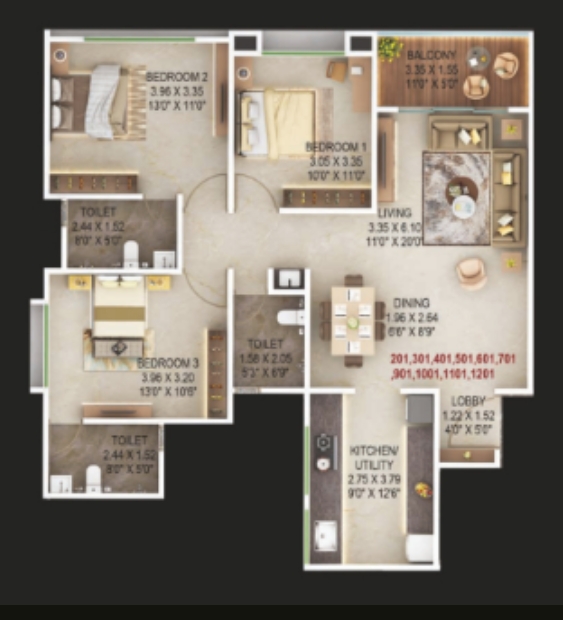 BEDROOM 2
3.96 X 3.35
13'0" X 11'0"
BALCONY
3.35 X 1.55
11'0" X 5'0"
BEDROOM 1
3.05 X 3.35
10'0" X 11'0"
TOILET
2.44 X 1.52
8'0" X 5'0"
LIVING
3.35 X 6.10
11'0" X 20'0"
DINING
1.96 X 2.64
6'6" X 8'9"
TOILET
1.58 X 2.05
5'3" X 6'9"
201,301,401,501,601,701
,901,1001,1101,1201
BEDROOM 3
3.96 X 3.20
13'0" X 10'6"
LOBBY
1.22 X 1.52
4'0" X 5'0"
TOILET
2.44 X 1.52
8'0" X 5'0"
KITCHEN/
UTILITY
2.75 X 3.79
9'0" X 12'6"